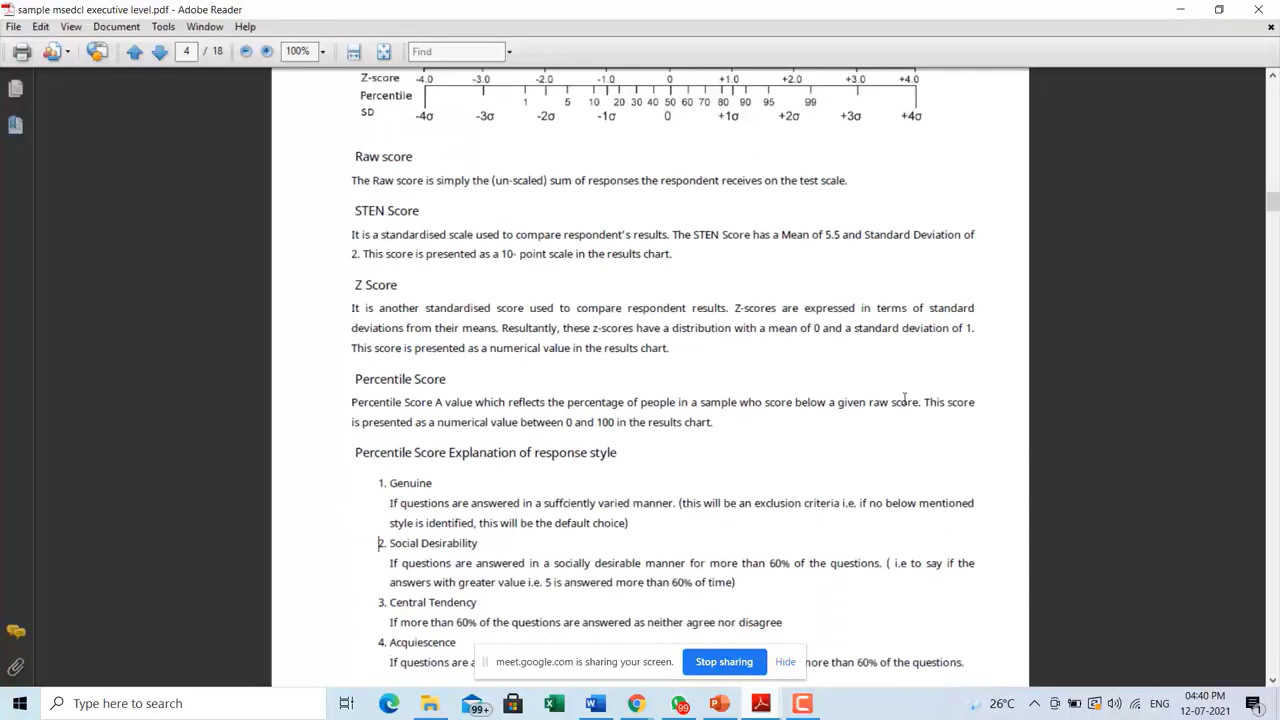 sample msedcl executive level.pdf - Adobe Reader
File Edit View Document Tools Window Help
4 / 18 100% Find
Z-score -4.0 -3.0 -2.0 -1.0 0 +1.0 +2.0 +3.0 +4.0
Percentile 1 5 10 20 30 40 50 60 70 80 90 95 99
SD -4σ -3σ -2σ -1σ 0 +1σ +2σ +3σ +4σ
Raw score
The Raw score is simply the (un-scaled) sum of responses the respondent receives on the test scale.
STEN Score
It is a standardised scale used to compare respondent's results. The STEN Score has a Mean of 5.5 and Standard Deviation of
2. This score is presented as a 10- point scale in the results chart.
Z Score
It is another standardised score used to compare respondent results. Z-scores are expressed in terms of standard
deviations from their means. Resultantly, these z-scores have a distribution with a mean of 0 and a standard deviation of 1.
This score is presented as a numerical value in the results chart.
Percentile Score
Percentile Score A value which reflects the percentage of people in a sample who score below a given raw score. This score
is presented as a numerical value between 0 and 100 in the results chart.
Percentile Score Explanation of response style
1. Genuine
If questions are answered in a suffciently varied manner. (this will be an exclusion criteria i.e. if no below mentioned
style is identified, this will be the default choice)
2. Social Desirability
If questions are answered in a socially desirable manner for more than 60% of the questions. ( i.e to say if the
answers with greater value i.e. 5 is answered more than 60% of time)
3. Central Tendency
If more than 60% of the questions are answered as neither agree nor disagree
4. Acquiescence
If questions are a more than 60% of the questions.
meet.google.com is sharing your screen. Stop sharing Hide
Type here to search 99+ 99 26°C ENG 04:40 PM
12-07-2021